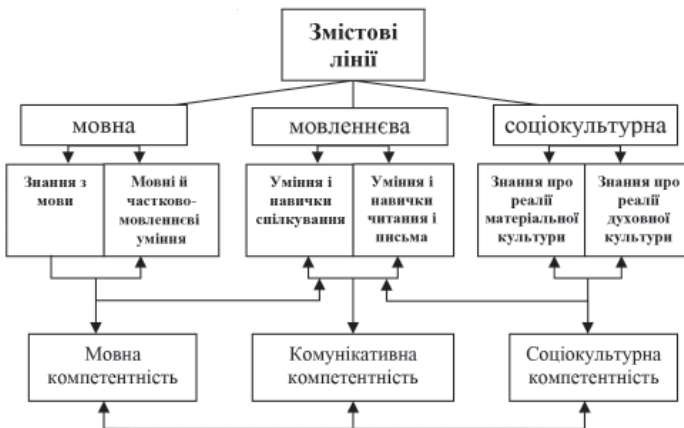 Змістові
лінії
мовна
мовленнєва
соціокультурна
Знання з
мови
Мовні й
частково-
мовленнєві
уміння
Уміння і
навички
спілкування
Уміння і
навички
читання і
письма
Знання про
реалії
матеріальної
культури
Знання про
реалії
духовної
культури
Мовна
компетентність
Комунікативна
компетентність
Соціокультурна
компетентність